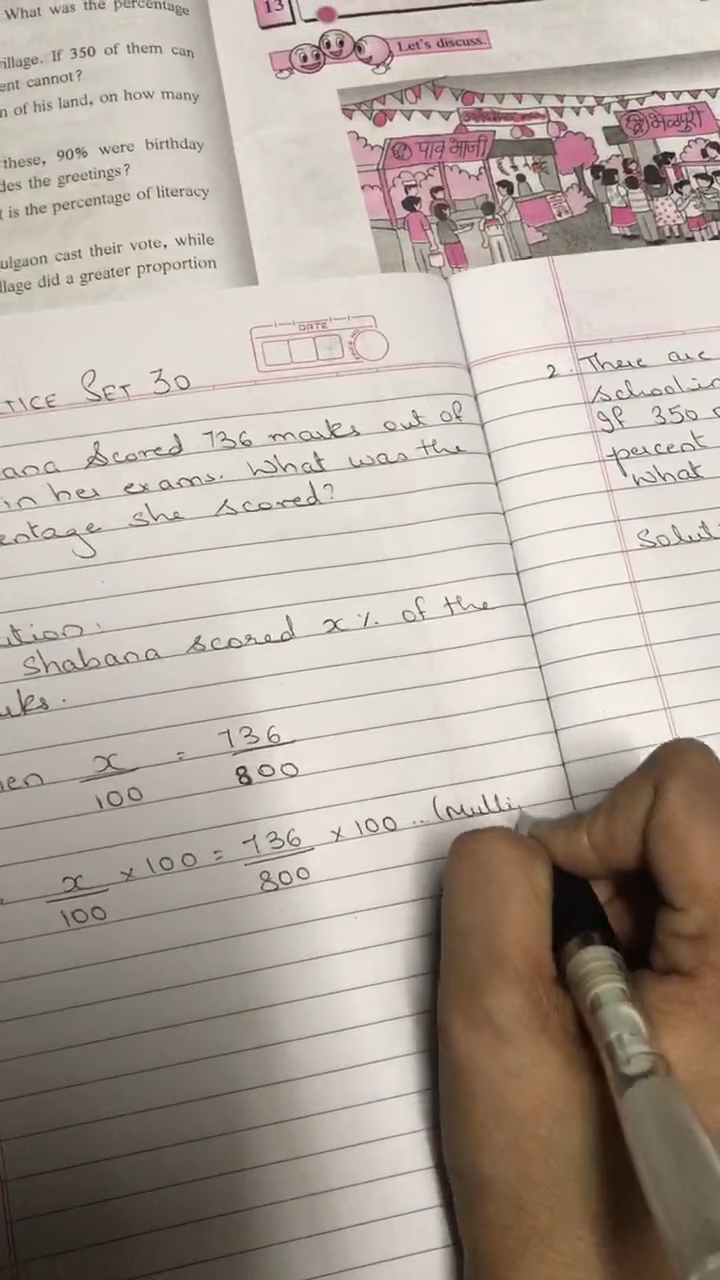 What was the percentage
village. If 350 of them can
ent cannot?
n of his land, on how many
these, 90% were birthday
des the greetings?
t is the percentage of literacy
ulgaon cast their vote, while
llage did a greater proportion
13
Let's discuss.
पाव भाजी
भेळपुरी
DATE
TICE SET 30
ana Scored 736 marks out of
in her exams. What was the
entage she scored?
ution:
Shabana scored x% of the
rks.
hen x/100 = 736/800
x/100 × 100 = 736/800 × 100 .. (Multi
2. There are
school in
If 350
percent
What
Solut